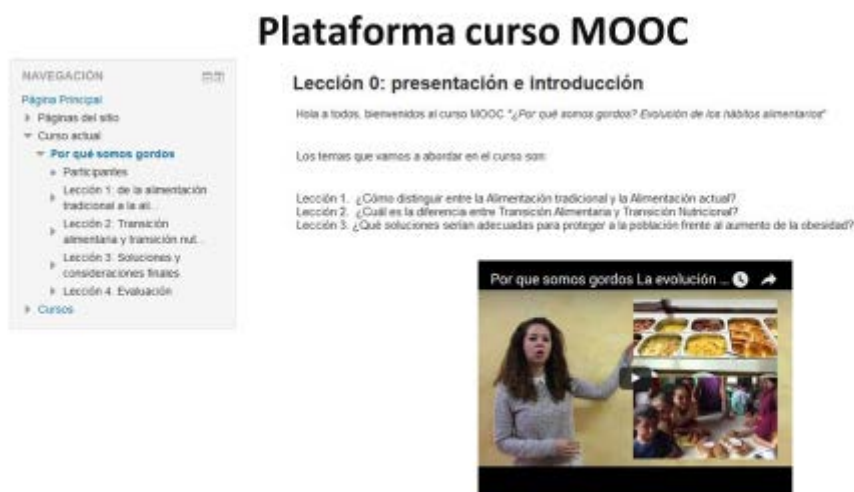 Plataforma curso MOOC
NAVEGACIÓN
Página Principal
Páginas del sitio
Curso actual
Por qué somos gordos
Participantes
Lección 1: de la alimentación
tradicional a la ali...
Lección 2: Transición
alimentaria y transición nut...
Lección 3: Soluciones y
consideraciones finales
Lección 4: Evaluación
Cursos
Lección 0: presentación e introducción
Hola a todos, bienvenidos al curso MOOC "¿Por qué somos gordos? Evolución de los hábitos alimentarios"
Los temas que vamos a abordar en el curso son:
Lección 1. ¿Cómo distinguir entre la Alimentación tradicional y la Alimentación actual?
Lección 2. ¿Cuál es la diferencia entre Transición Alimentaria y Transición Nutricional?
Lección 3. ¿Qué soluciones serían adecuadas para proteger a la población frente al aumento de la obesidad?
Por que somos gordos La evolución ...